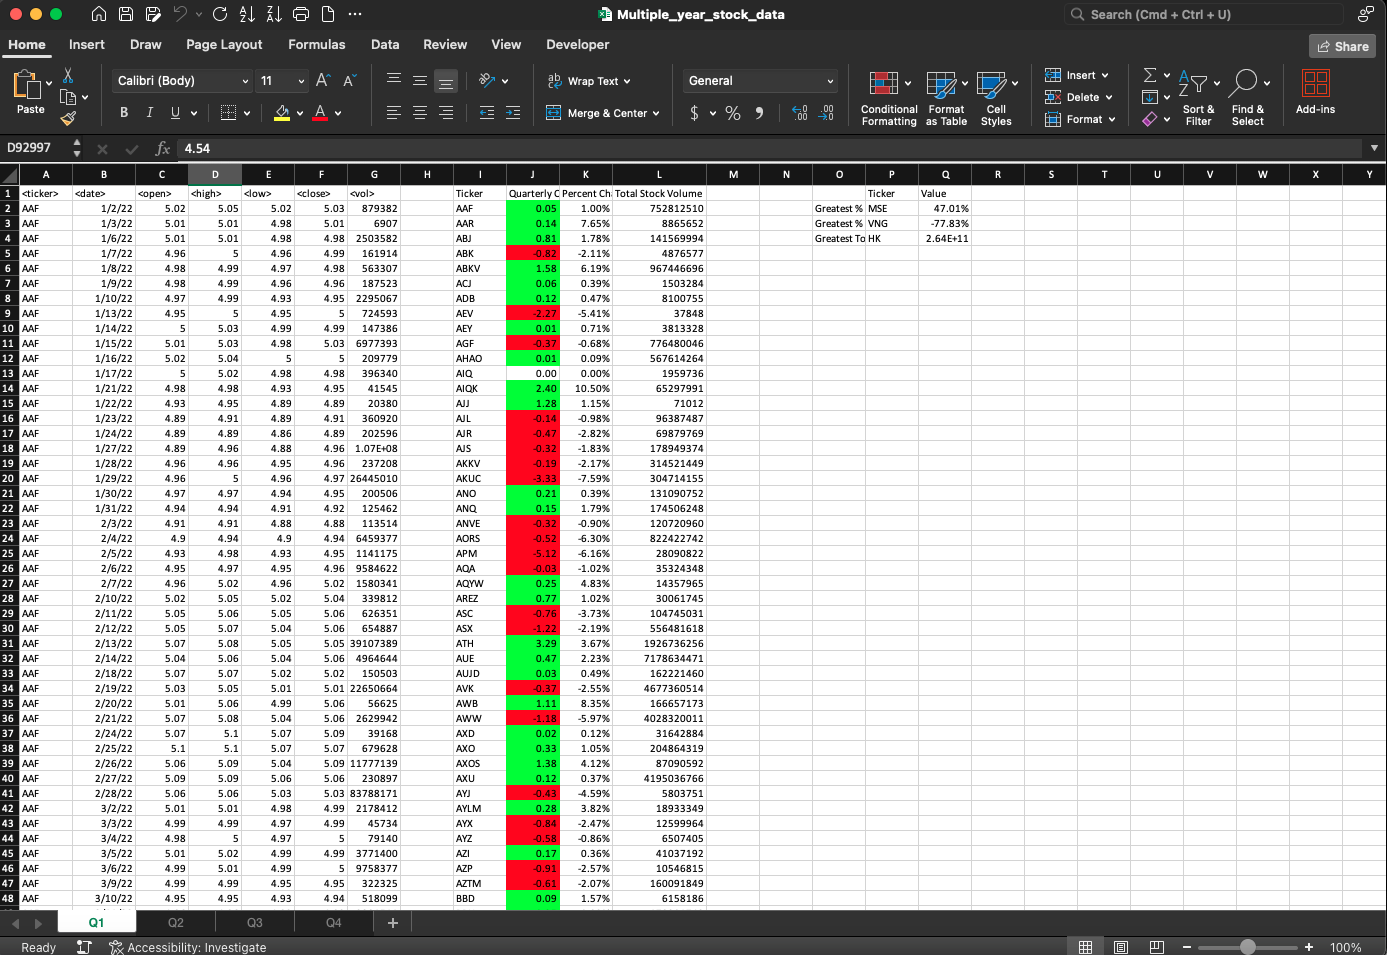 Multiple_year_stock_data
Search (Cmd + Ctrl + U)
Home Insert Draw Page Layout Formulas Data Review View Developer Share
Paste Calibri (Body) 11 Wrap Text General Insert Delete Format
B I U Merge & Center $ % Conditional Formatting Format as Table Cell Styles Sort & Filter Find & Select Add-ins
D92997 fx 4.54
A B C D E F G H I J K L M N O P Q R S T U V W X Y
1 <ticker> <date> <open> <high> <low> <close> <vol> Ticker Quarterly C Percent Ch Total Stock Volume Ticker Value
2 AAF 1/2/22 5.02 5.05 5.02 5.03 879382 AAF 0.05 1.00% 752812510 Greatest % MSE 47.01%
3 AAF 1/3/22 5.01 5.01 4.98 5.01 6907 AAR 0.14 7.65% 8865652 Greatest % VNG -77.83%
4 AAF 1/6/22 5.01 5.01 4.98 4.98 2503582 ABJ 0.81 1.78% 141569994 Greatest To HK 2.64E+11
5 AAF 1/7/22 4.96 5 4.96 4.99 161914 ABK -0.82 -2.11% 4876577
6 AAF 1/8/22 4.98 4.99 4.97 4.98 563307 ABKV 1.58 6.19% 967446696
7 AAF 1/9/22 4.98 4.99 4.96 4.96 187523 ACJ 0.06 0.39% 1503284
8 AAF 1/10/22 4.97 4.99 4.93 4.95 2295067 ADB 0.12 0.47% 8100755
9 AAF 1/13/22 4.95 5 4.95 5 724593 AEV -2.27 -5.41% 37848
10 AAF 1/14/22 5 5.03 4.99 4.99 147386 AEY 0.01 0.71% 3813328
11 AAF 1/15/22 5.01 5.03 4.98 5.03 6977393 AGF -0.37 -0.68% 776480046
12 AAF 1/16/22 5.02 5.04 5 5 209779 AHAO 0.01 0.09% 567614264
13 AAF 1/17/22 5 5.02 4.98 4.98 396340 AIQ 0.00 0.00% 1959736
14 AAF 1/21/22 4.98 4.98 4.93 4.95 41545 AIQK 2.40 10.50% 65297991
15 AAF 1/22/22 4.93 4.95 4.89 4.89 20380 AJJ 1.28 1.15% 71012
16 AAF 1/23/22 4.89 4.91 4.89 4.91 360920 AJL -0.14 -0.98% 96387487
17 AAF 1/24/22 4.89 4.89 4.86 4.89 202596 AJR -0.47 -2.82% 69879769
18 AAF 1/27/22 4.89 4.96 4.88 4.96 1.07E+08 AJS -0.32 -1.83% 178949374
19 AAF 1/28/22 4.96 4.96 4.95 4.96 237208 AKKV -0.19 -2.17% 314521449
20 AAF 1/29/22 4.96 5 4.96 4.97 26445010 AKUC -3.33 -7.59% 304714155
21 AAF 1/30/22 4.97 4.97 4.94 4.95 200506 ANO 0.21 0.39% 131090752
22 AAF 1/31/22 4.94 4.94 4.91 4.92 125462 ANQ 0.15 1.79% 174506248
23 AAF 2/3/22 4.91 4.91 4.88 4.88 113514 ANVE -0.32 -0.90% 120720960
24 AAF 2/4/22 4.9 4.94 4.9 4.94 6459377 AORS -0.52 -6.30% 822422742
25 AAF 2/5/22 4.93 4.98 4.93 4.95 1141175 APM -5.12 -6.16% 28090822
26 AAF 2/6/22 4.95 4.97 4.95 4.96 9584622 AQA -0.03 -1.02% 35324348
27 AAF 2/7/22 4.96 5.02 4.96 5.02 1580341 AQYW 0.25 4.83% 14357965
28 AAF 2/10/22 5.02 5.05 5.02 5.04 339812 AREZ 0.77 1.02% 30061745
29 AAF 2/11/22 5.05 5.06 5.05 5.06 626351 ASC -0.76 -3.73% 104745031
30 AAF 2/12/22 5.05 5.07 5.04 5.06 654887 ASX -1.22 -2.19% 556481618
31 AAF 2/13/22 5.07 5.08 5.05 5.05 39107389 ATH 3.29 3.67% 1926736256
32 AAF 2/14/22 5.04 5.06 5.04 5.06 4964644 AUE 0.47 2.23% 7178634471
33 AAF 2/18/22 5.07 5.07 5.02 5.02 150503 AUJD 0.03 0.49% 162221460
34 AAF 2/19/22 5.03 5.05 5.01 5.01 22650664 AVK -0.37 -2.55% 4677360514
35 AAF 2/20/22 5.01 5.06 4.99 5.06 56625 AWB 1.11 8.35% 166657173
36 AAF 2/21/22 5.07 5.08 5.04 5.06 2629942 AWW -1.18 -5.97% 4028320011
37 AAF 2/24/22 5.07 5.1 5.07 5.09 39168 AXD 0.02 0.12% 31642884
38 AAF 2/25/22 5.1 5.1 5.07 5.07 679628 AXO 0.33 1.05% 204864319
39 AAF 2/26/22 5.06 5.09 5.04 5.09 11777139 AXOS 1.38 4.12% 87090592
40 AAF 2/27/22 5.09 5.09 5.06 5.06 230897 AXU 0.12 0.37% 4195036766
41 AAF 2/28/22 5.06 5.06 5.03 5.03 83788171 AYJ -0.43 -4.59% 5803751
42 AAF 3/2/22 5.01 5.01 4.98 4.99 2178412 AYLM 0.28 3.82% 18933349
43 AAF 3/3/22 4.99 4.99 4.97 4.99 45734 AYX -0.84 -2.47% 12599964
44 AAF 3/4/22 4.98 5 4.97 5 79140 AYZ -0.58 -0.86% 6507405
45 AAF 3/5/22 5.01 5.02 4.99 4.99 3771400 AZI 0.17 0.36% 41037192
46 AAF 3/6/22 4.99 5.01 4.99 5 9758377 AZP -0.91 -2.57% 10546815
47 AAF 3/9/22 4.99 4.99 4.95 4.95 322325 AZTM -0.61 -2.07% 160091849
48 AAF 3/10/22 4.95 4.95 4.93 4.94 518099 BBD 0.09 1.57% 6158186
Q1 Q2 Q3 Q4 +
Ready Accessibility: Investigate 100%